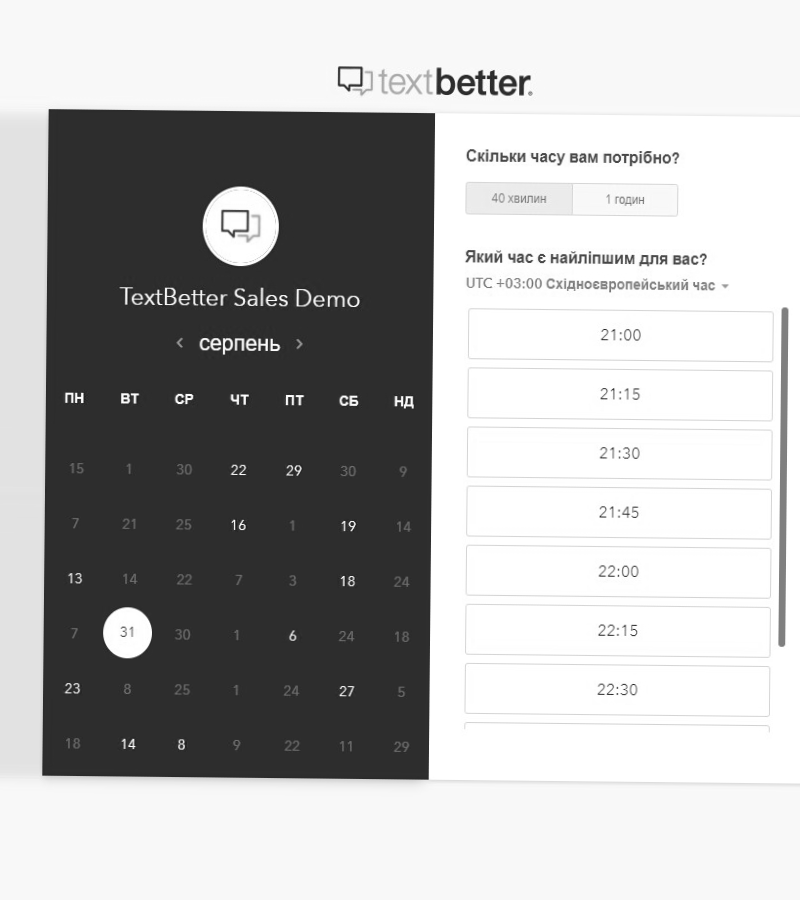 textbetter.
TextBetter Sales Demo
серпень
ПН ВТ СР ЧТ ПТ СБ НД
15 1 30 22 29 30 9
7 21 25 16 1 19 14
13 14 22 7 3 18 24
7 31 30 1 6 24 18
23 8 25 1 24 27 5
18 14 8 9 22 11 29
Скільки часу вам потрібно?
40 хвилин 1 годин
Який час є найліпшим для вас?
UTC +03:00 Східноєвропейський час
21:00
21:15
21:30
21:45
22:00
22:15
22:30